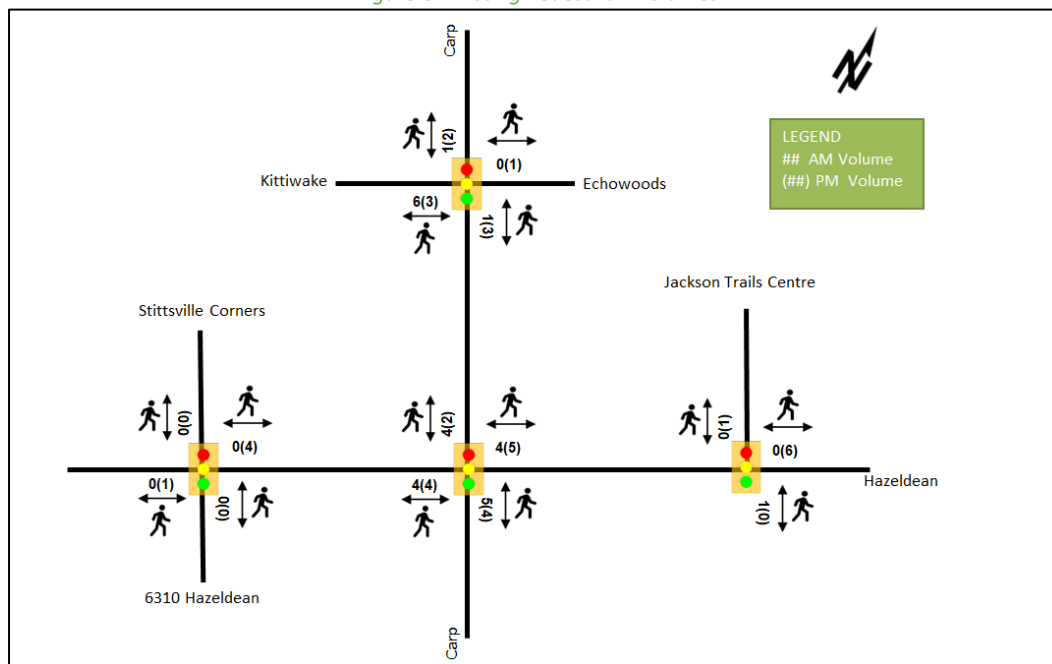 Carp
LEGEND
## AM Volume
(##) PM Volume
1(2)
0(1)
Kittiwake
Echowoods
6(3)
1(3)
Jackson Trails Centre
Stittsville Corners
0(0)
0(4)
4(2)
4(5)
0(1)
0(6)
0(1)
0(0)
4(4)
5(4)
1(0)
Hazeldean
6310 Hazeldean
Carp